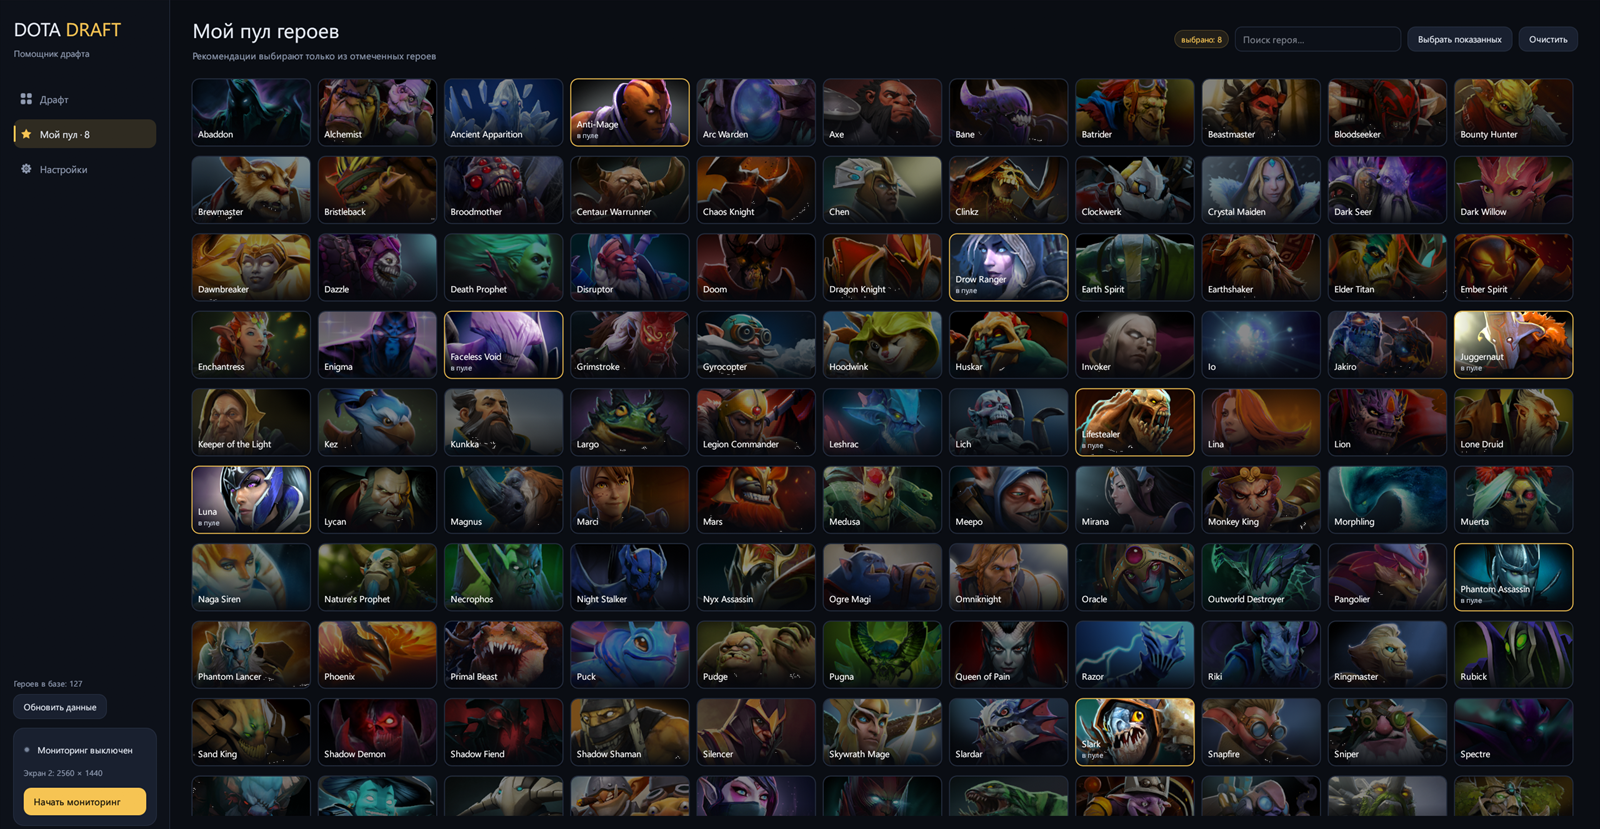 DOTA DRAFT
Помощник драфта
Драфт
Мой пул · 8
Настройки
Героев в базе: 127
Обновить данные
Мониторинг выключен
Экран 2: 2560 × 1440
Начать мониторинг
Мой пул героев
Рекомендации выбирают только из отмеченных героев
выбрано: 8
Поиск героя...
Выбрать показанных
Очистить
Abaddon
Alchemist
Ancient Apparition
Anti-Mage
в пуле
Arc Warden
Axe
Bane
Batrider
Beastmaster
Bloodseeker
Bounty Hunter
Brewmaster
Bristleback
Broodmother
Centaur Warrunner
Chaos Knight
Chen
Clinkz
Clockwerk
Crystal Maiden
Dark Seer
Dark Willow
Dawnbreaker
Dazzle
Death Prophet
Disruptor
Doom
Dragon Knight
Drow Ranger
в пуле
Earth Spirit
Earthshaker
Elder Titan
Ember Spirit
Enchantress
Enigma
Faceless Void
в пуле
Grimstroke
Gyrocopter
Hoodwink
Huskar
Invoker
Io
Jakiro
Juggernaut
в пуле
Keeper of the Light
Kez
Kunkka
Largo
Legion Commander
Leshrac
Lich
Lifestealer
в пуле
Lina
Lion
Lone Druid
Luna
в пуле
Lycan
Magnus
Marci
Mars
Medusa
Meepo
Mirana
Monkey King
Morphling
Muerta
Naga Siren
Nature's Prophet
Necrophos
Night Stalker
Nyx Assassin
Ogre Magi
Omniknight
Oracle
Outworld Destroyer
Pangolier
Phantom Assassin
в пуле
Phantom Lancer
Phoenix
Primal Beast
Puck
Pudge
Pugna
Queen of Pain
Razor
Riki
Ringmaster
Rubick
Sand King
Shadow Demon
Shadow Fiend
Shadow Shaman
Silencer
Skywrath Mage
Slardar
Slark
в пуле
Snapfire
Sniper
Spectre